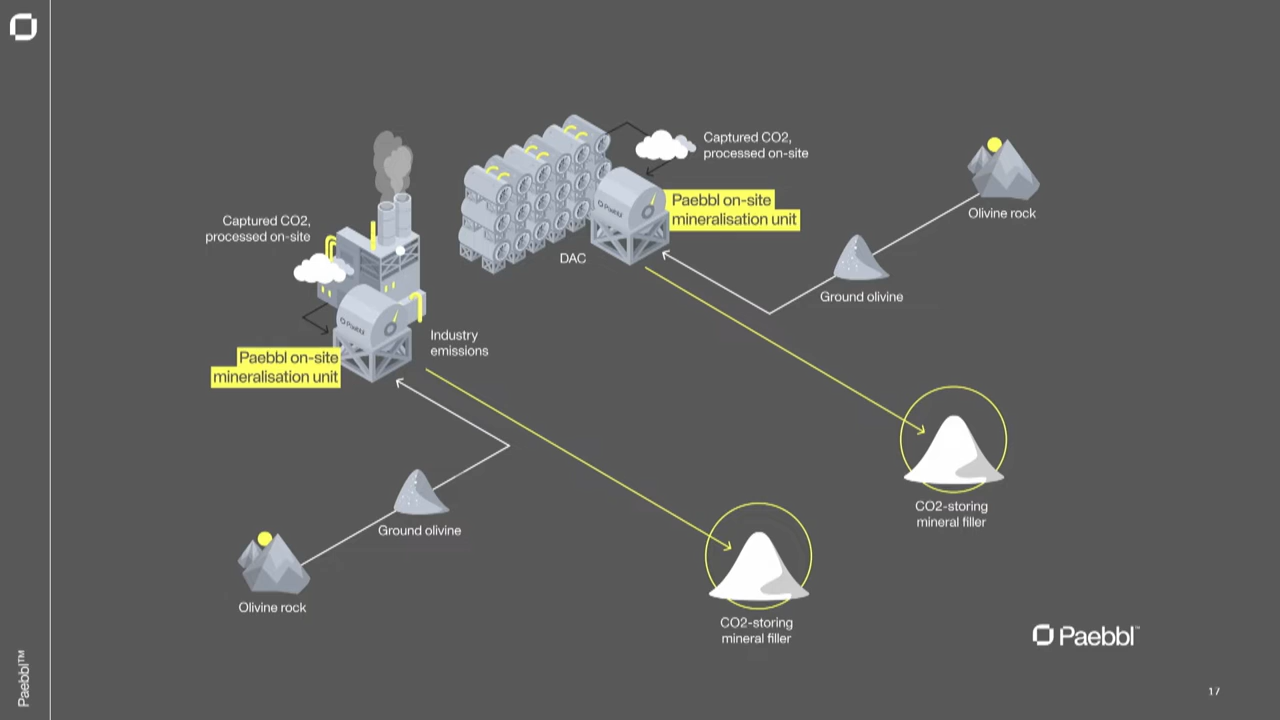 Captured CO2,
processed on-site
Paebbl on-site
mineralisation unit
Paebbl
DAC
Olivine rock
Ground olivine
Captured CO2,
processed on-site
Paebbl
Industry
emissions
Paebbl on-site
mineralisation unit
CO2-storing
mineral filler
Ground olivine
Olivine rock
CO2-storing
mineral filler
Paebbl™
Paebbl™
17